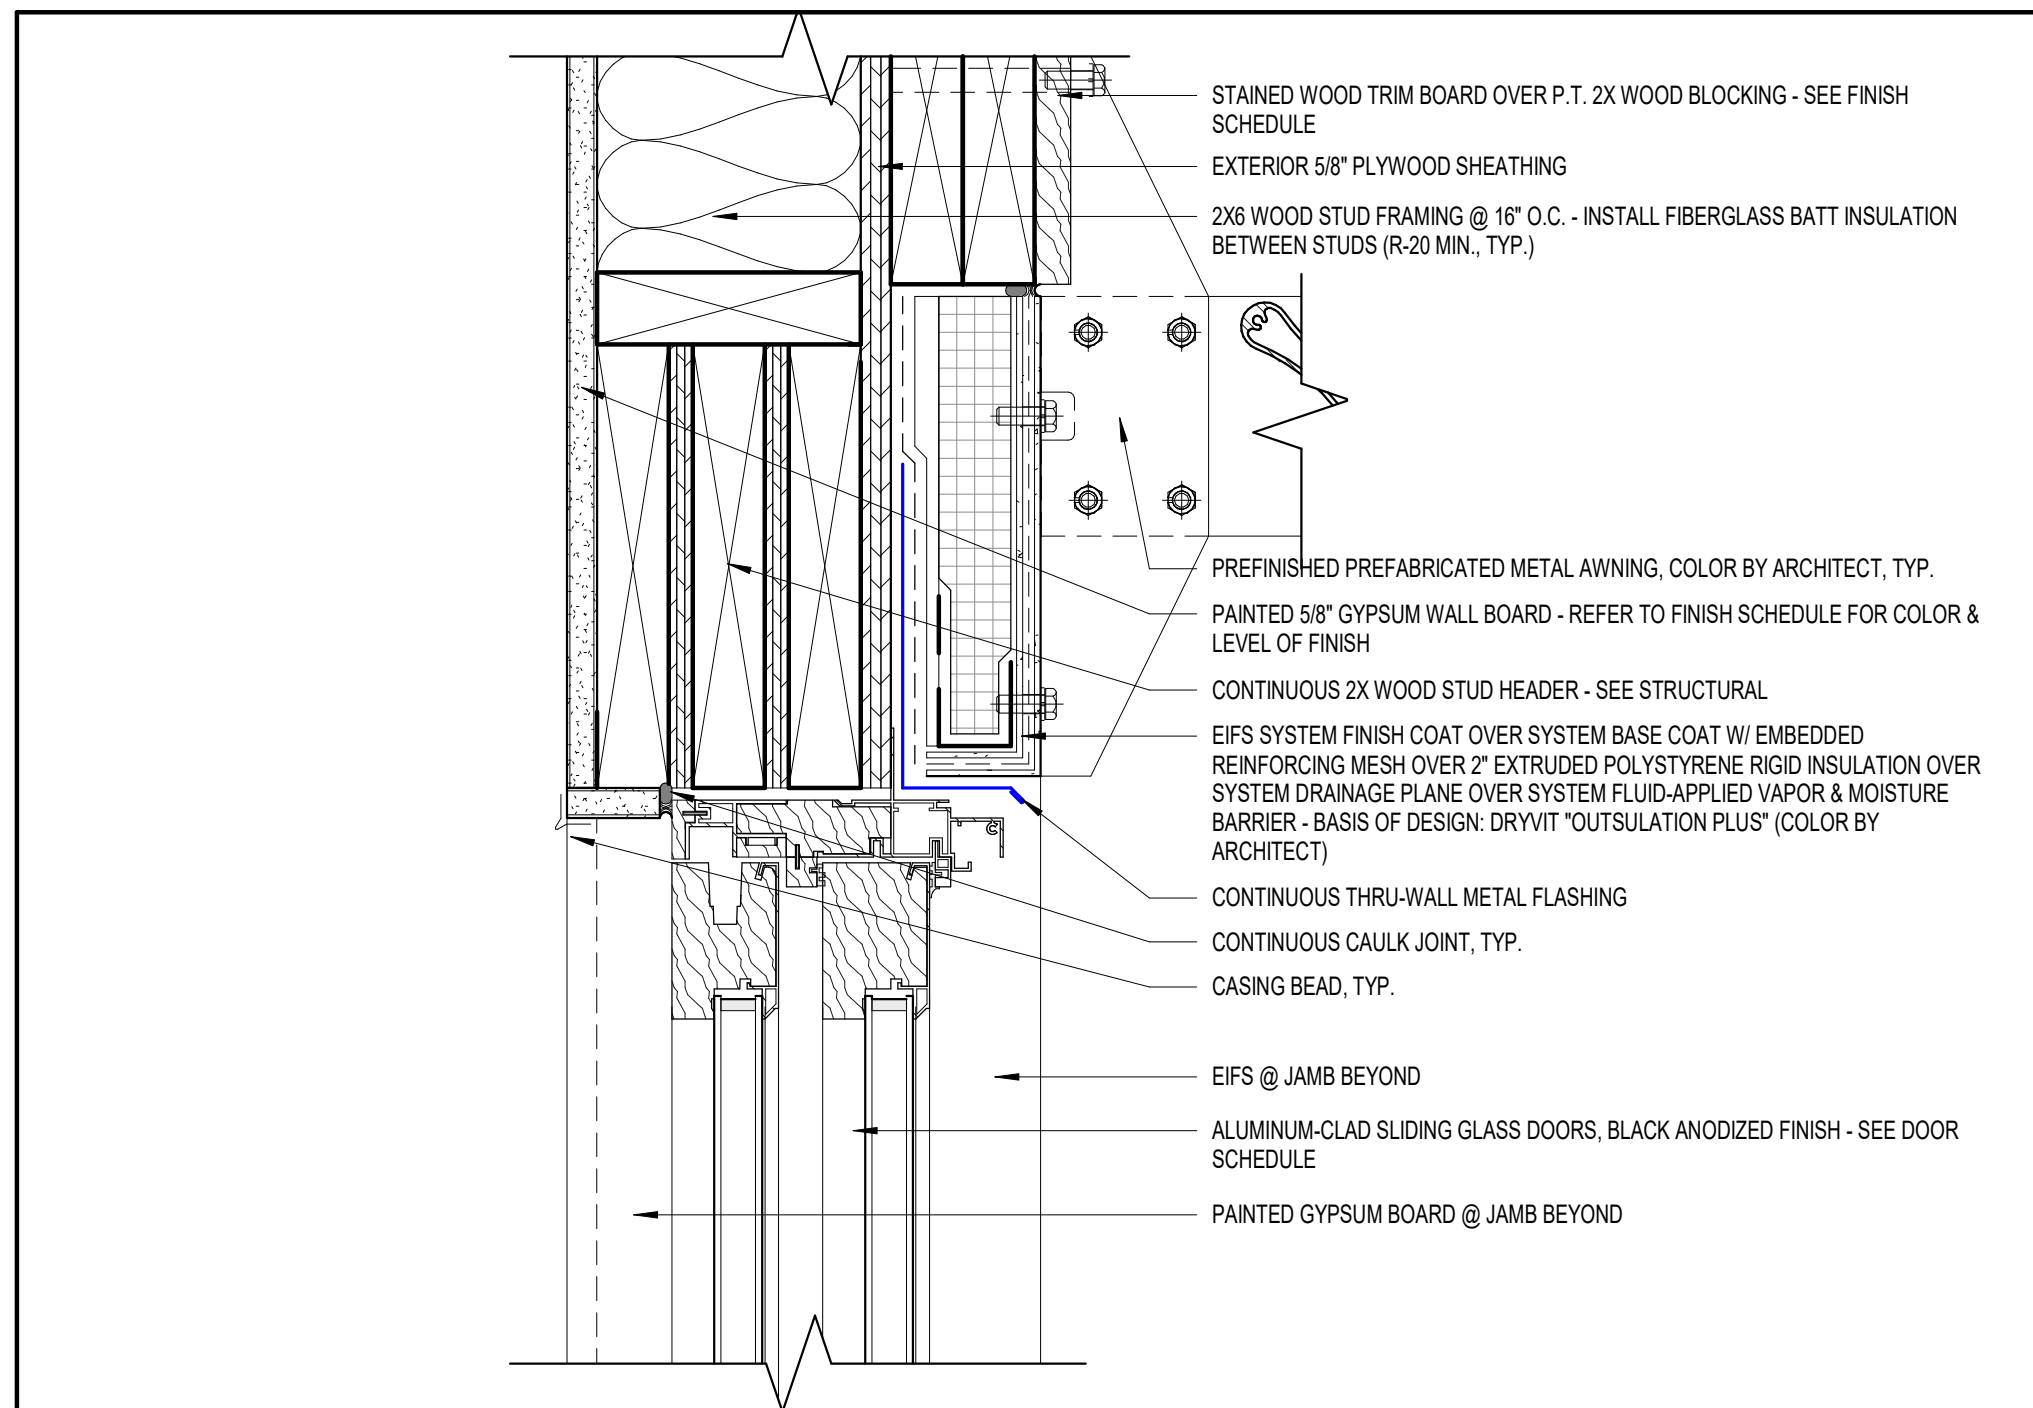 STAINED WOOD TRIM BOARD OVER P.T. 2X WOOD BLOCKING - SEE FINISH
SCHEDULE
EXTERIOR 5/8" PLYWOOD SHEATHING
2X6 WOOD STUD FRAMING @ 16" O.C. - INSTALL FIBERGLASS BATT INSULATION
BETWEEN STUDS (R-20 MIN., TYP.)
PREFINISHED PREFABRICATED METAL AWNING, COLOR BY ARCHITECT, TYP.
PAINTED 5/8" GYPSUM WALL BOARD - REFER TO FINISH SCHEDULE FOR COLOR &
LEVEL OF FINISH
CONTINUOUS 2X WOOD STUD HEADER - SEE STRUCTURAL
EIFS SYSTEM FINISH COAT OVER SYSTEM BASE COAT W/ EMBEDDED
REINFORCING MESH OVER 2" EXTRUDED POLYSTYRENE RIGID INSULATION OVER
SYSTEM DRAINAGE PLANE OVER SYSTEM FLUID-APPLIED VAPOR & MOISTURE
BARRIER - BASIS OF DESIGN: DRYVIT "OUTSULATION PLUS" (COLOR BY
ARCHITECT)
CONTINUOUS THRU-WALL METAL FLASHING
CONTINUOUS CAULK JOINT, TYP.
CASING BEAD, TYP.
EIFS @ JAMB BEYOND
ALUMINUM-CLAD SLIDING GLASS DOORS, BLACK ANODIZED FINISH - SEE DOOR
SCHEDULE
PAINTED GYPSUM BOARD @ JAMB BEYOND